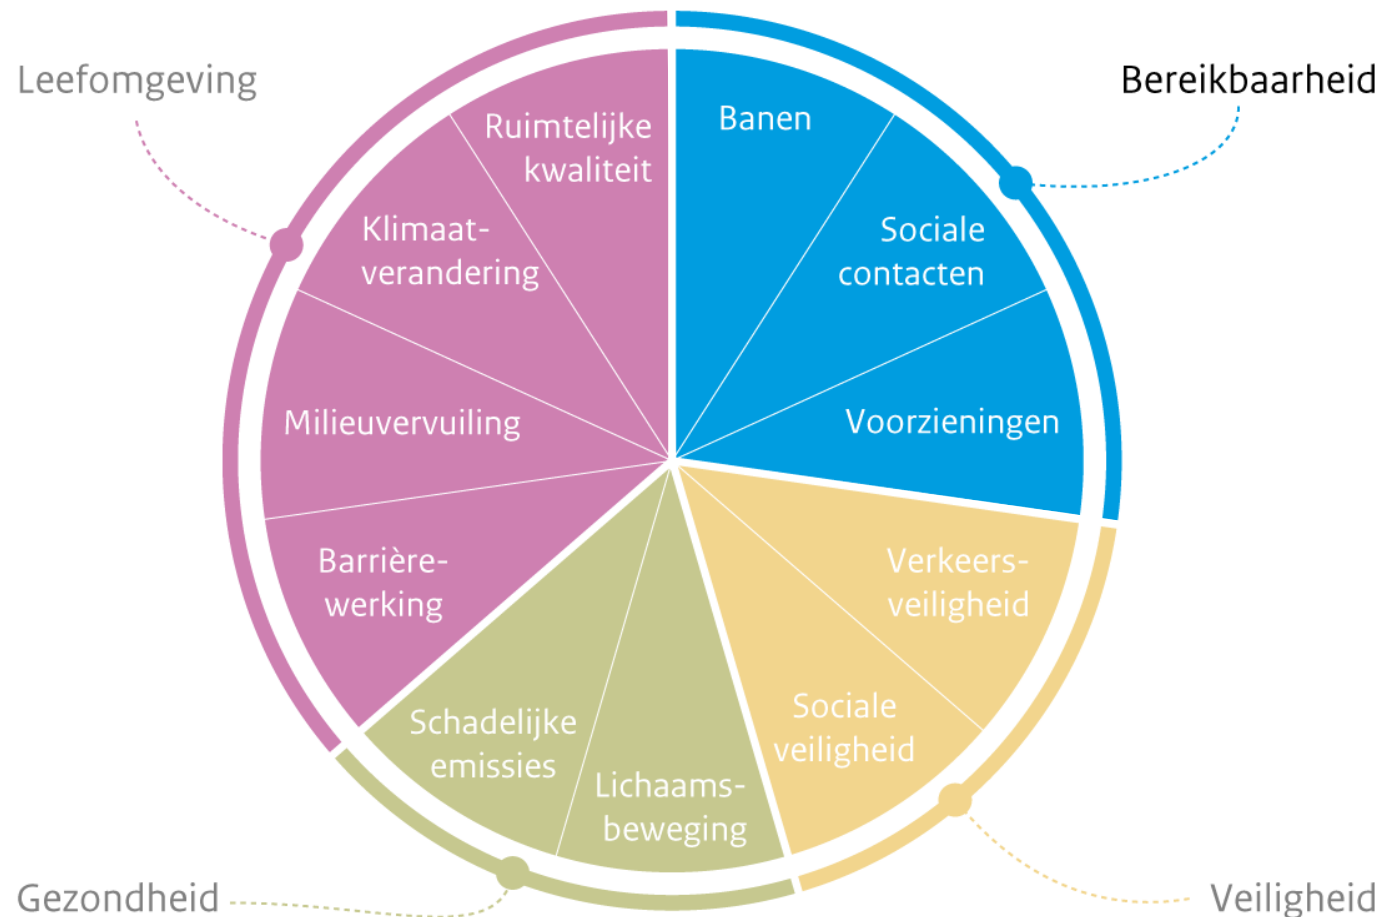 Leefomgeving
Bereikbaarheid
Ruimtelijke
kwaliteit
Banen
Klimaat-
verandering
Sociale
contacten
Milieuvervuiling
Voorzieningen
Barrière-
werking
Verkeers-
veiligheid
Schadelijke
emissies
Lichaams-
beweging
Sociale
veiligheid
Gezondheid
Veiligheid